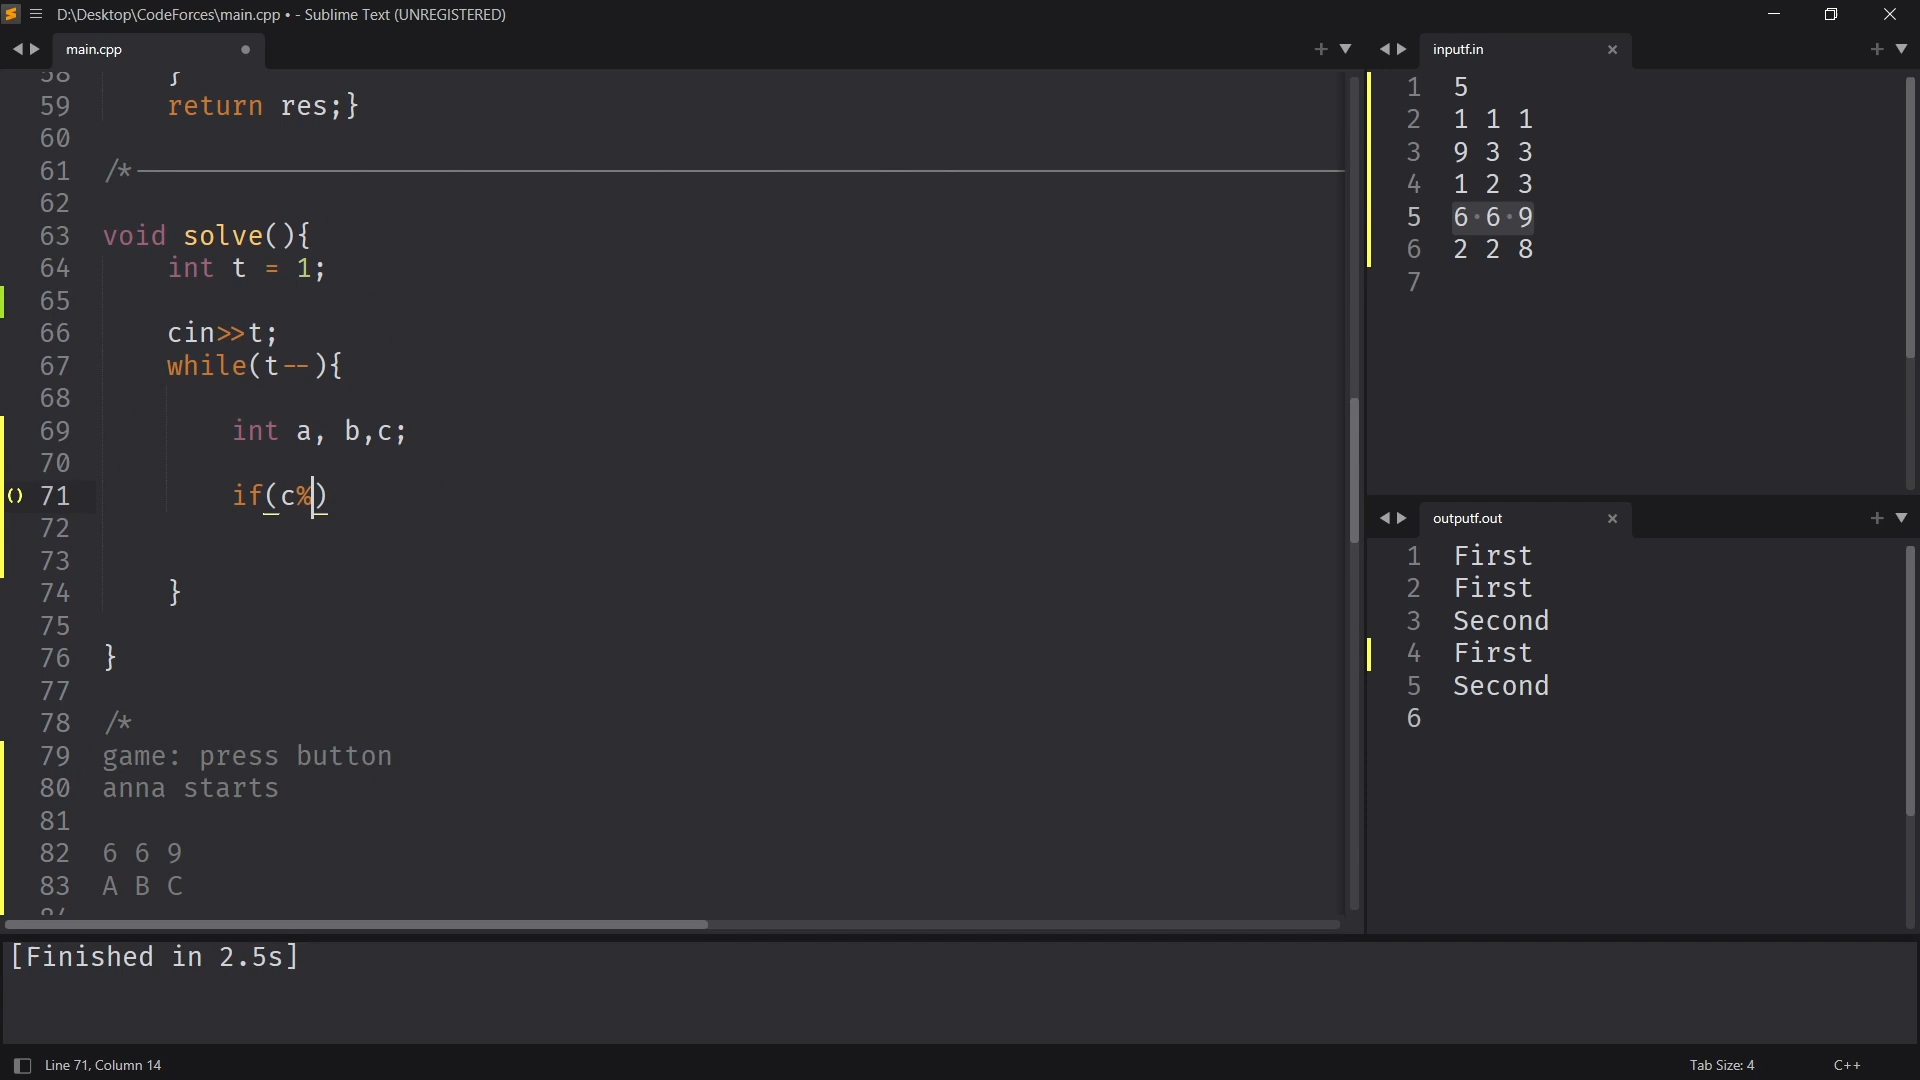 D:\Desktop\CodeForces\main.cpp • - Sublime Text (UNREGISTERED)
main.cpp
58 }
59 return res;}
60
61 /*
62
63 void solve(){
64 int t = 1;
65
66 cin>>t;
67 while(t--){
68
69 int a, b,c;
70
71 if(c%)
72
73
74 }
75
76 }
77
78 /*
79 game: press button
80 anna starts
81
82 6 6 9
83 A B C
84
inputf.in
1 5
2 1 1 1
3 9 3 3
4 1 2 3
5 6·6·9
6 2 2 8
7
outputf.out
1 First
2 First
3 Second
4 First
5 Second
6
[Finished in 2.5s]
Line 71, Column 14
Tab Size: 4
C++